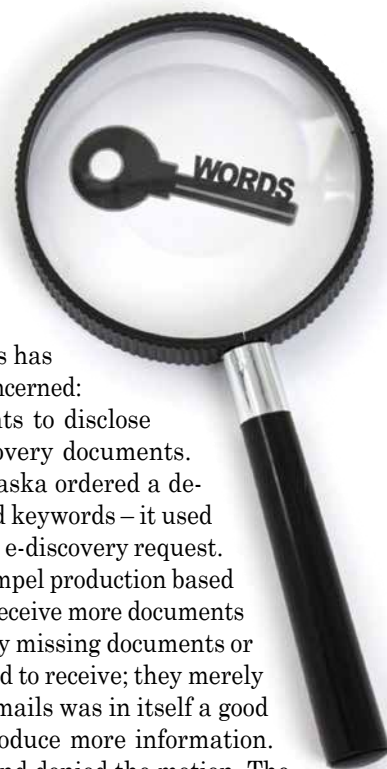 WORDS
s has
ncerned:
nts to disclose
overy documents.
aska ordered a de-
d keywords – it used
e-discovery request.
mpel production based
eceive more documents
y missing documents or
d to receive; they merely
mails was in itself a good
oduce more information.
nd denied the motion. The